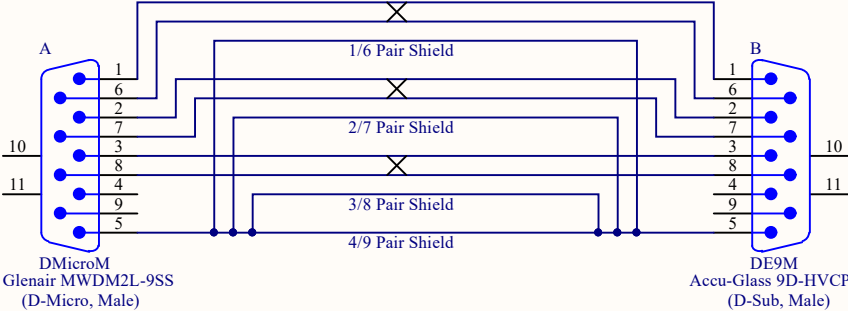 A
B
1/6 Pair Shield
1
1
6
6
2
2
2/7 Pair Shield
7
7
10
3
3
10
8
8
11
4
4
11
3/8 Pair Shield
9
9
5
5
4/9 Pair Shield
DMicroM
DE9M
Glenair MWDM2L-9SS
Accu-Glass 9D-HVCP
(D-Micro, Male)
(D-Sub, Male)